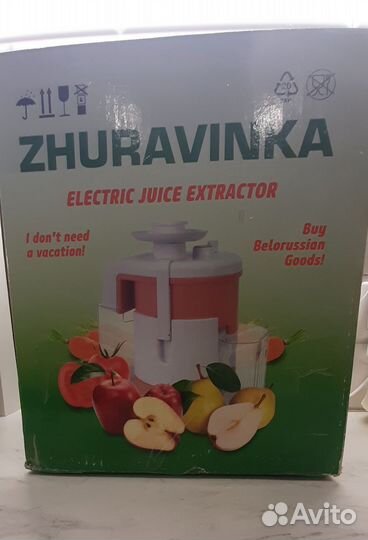 ZHURAVINKA
ELECTRIC JUICE EXTRACTOR
I don't need
a vacation!
Buy
Belorussian
Goods!
Avito